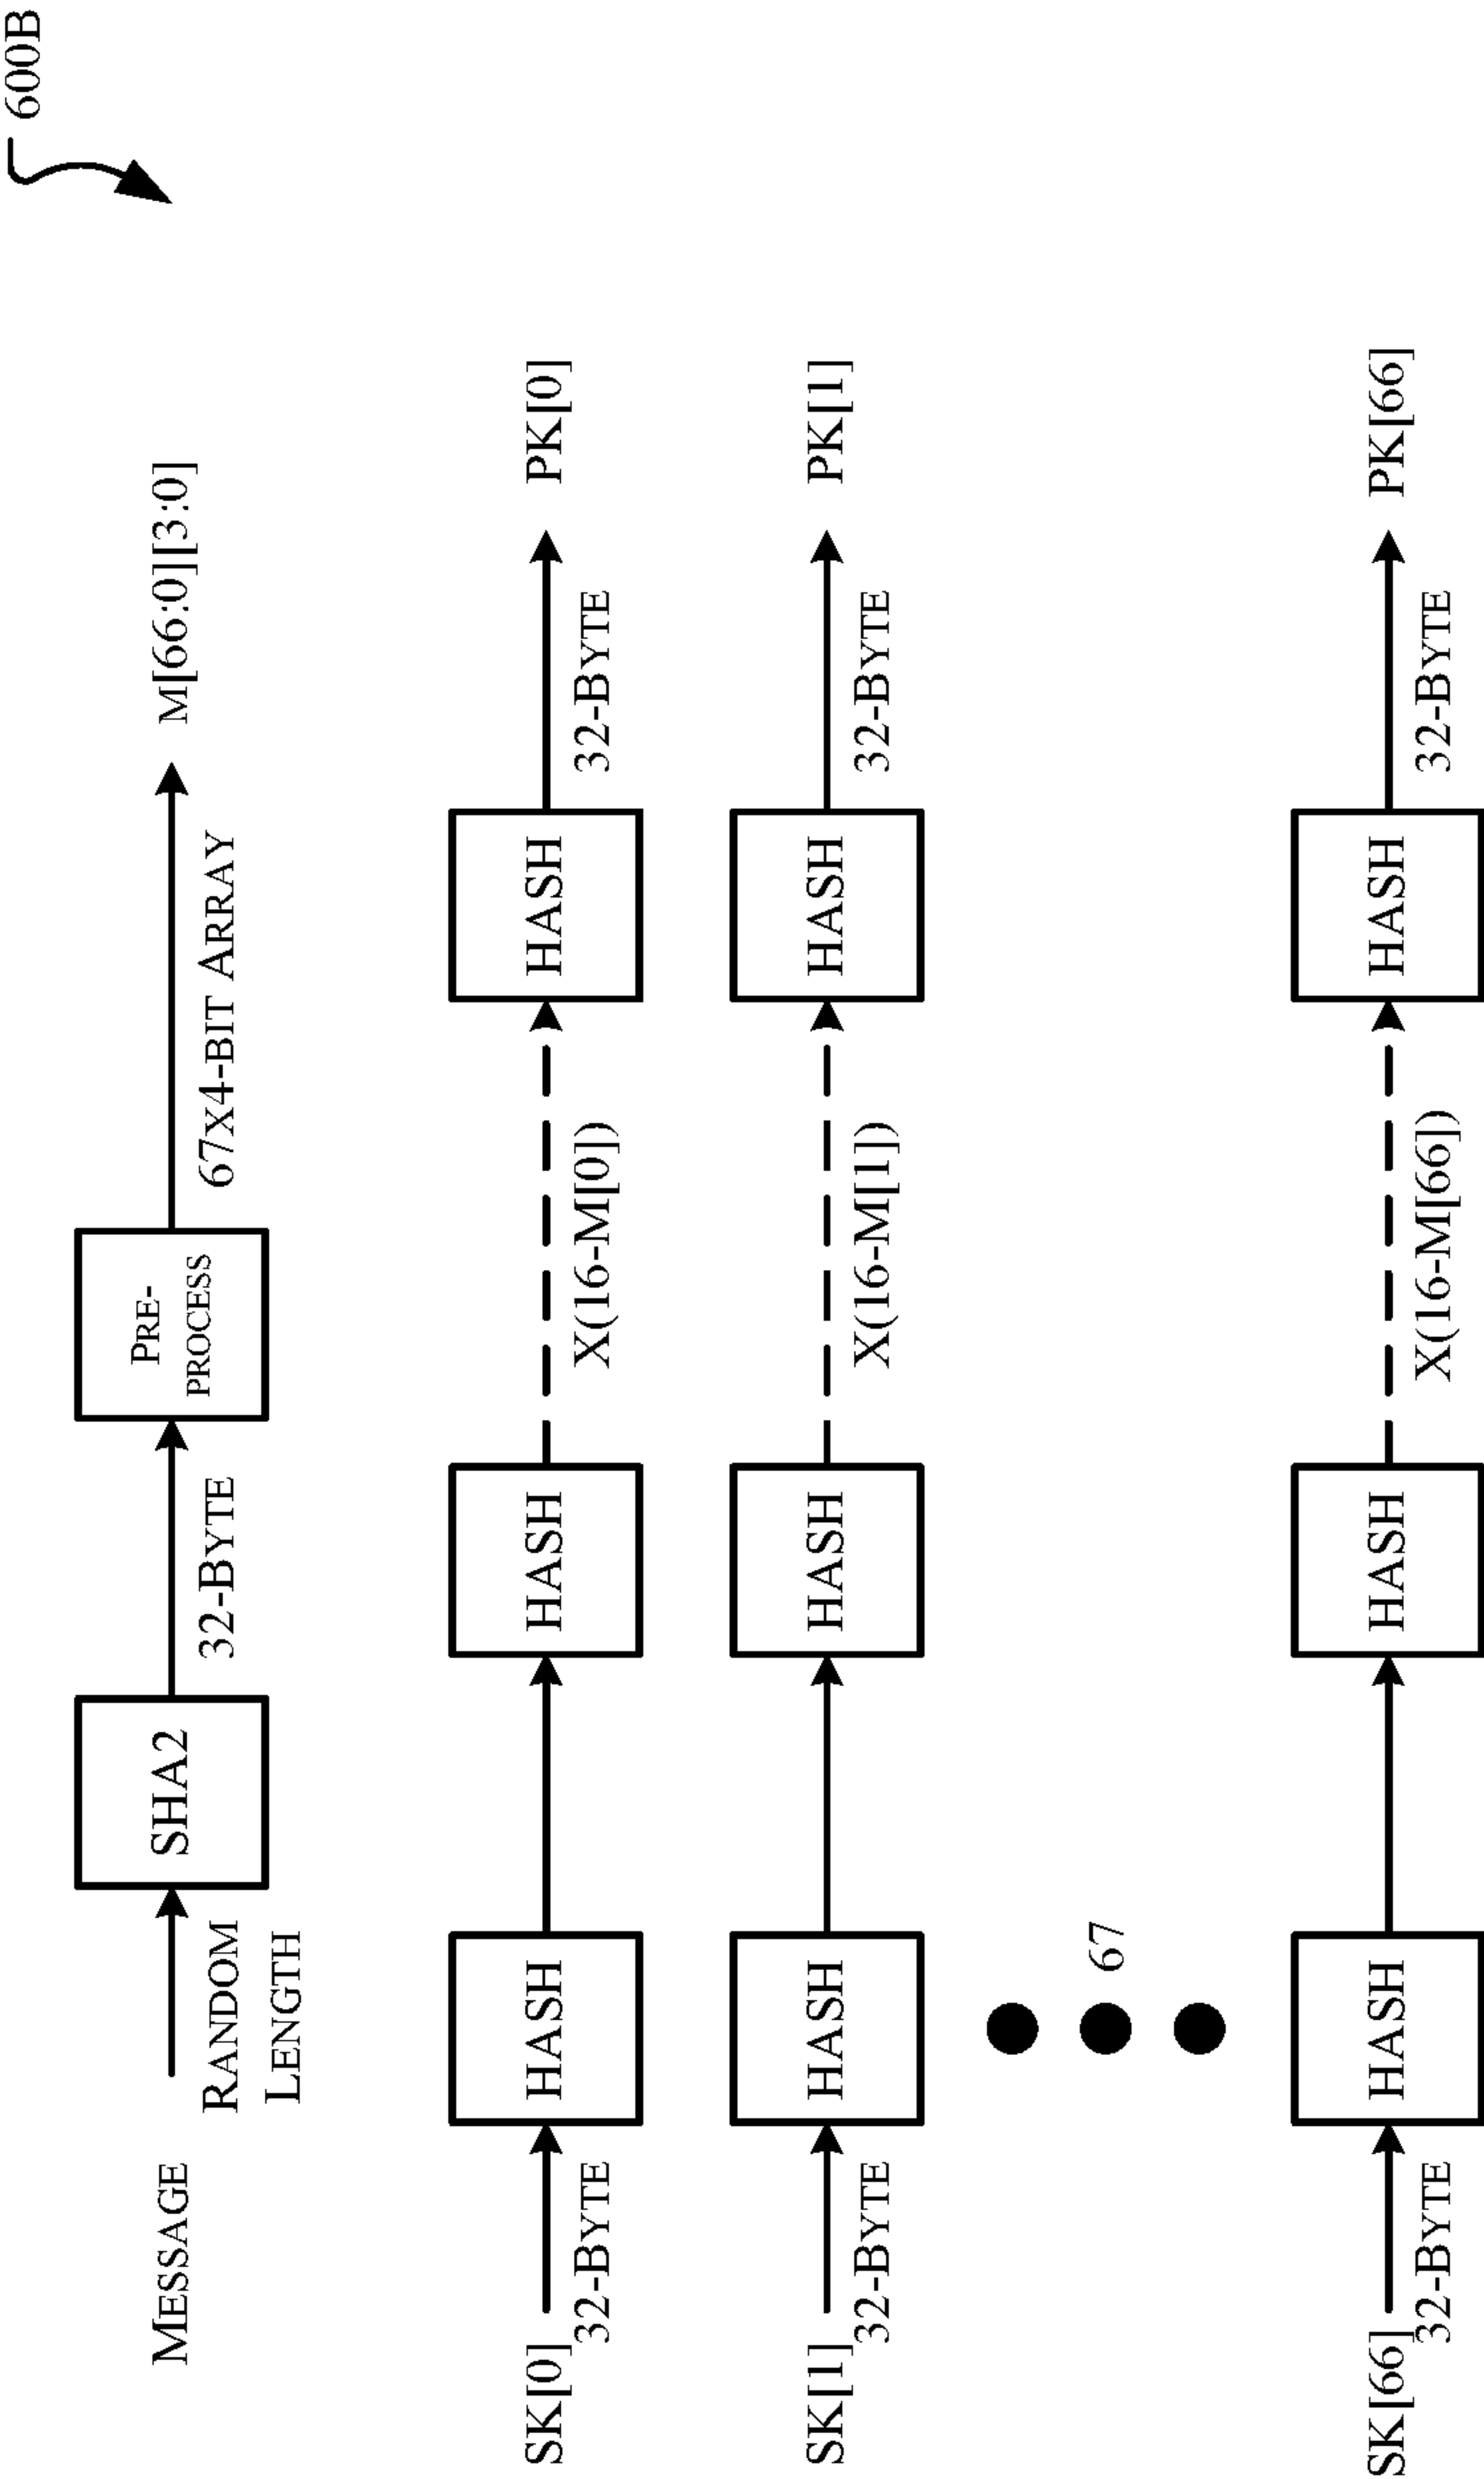 600B
MESSAGE
RANDOM
LENGTH
SHA2
32-BYTE
PRE-
PROCESS
67X4-BIT ARRAY
M[66:0][3:0]
SK[0]
32-BYTE
HASH
HASH
X(16-M[0])
HASH
32-BYTE
PK[0]
SK[1]
32-BYTE
HASH
HASH
X(16-M[1])
HASH
32-BYTE
PK[1]
67
SK[66]
32-BYTE
HASH
HASH
X(16-M[66])
HASH
32-BYTE
PK[66]